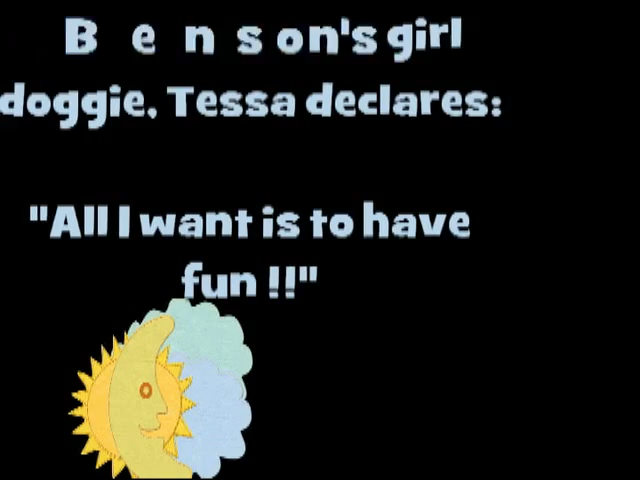 B e n s on's girl
doggie, Tessa declares:
"All I want is to have
fun !!"